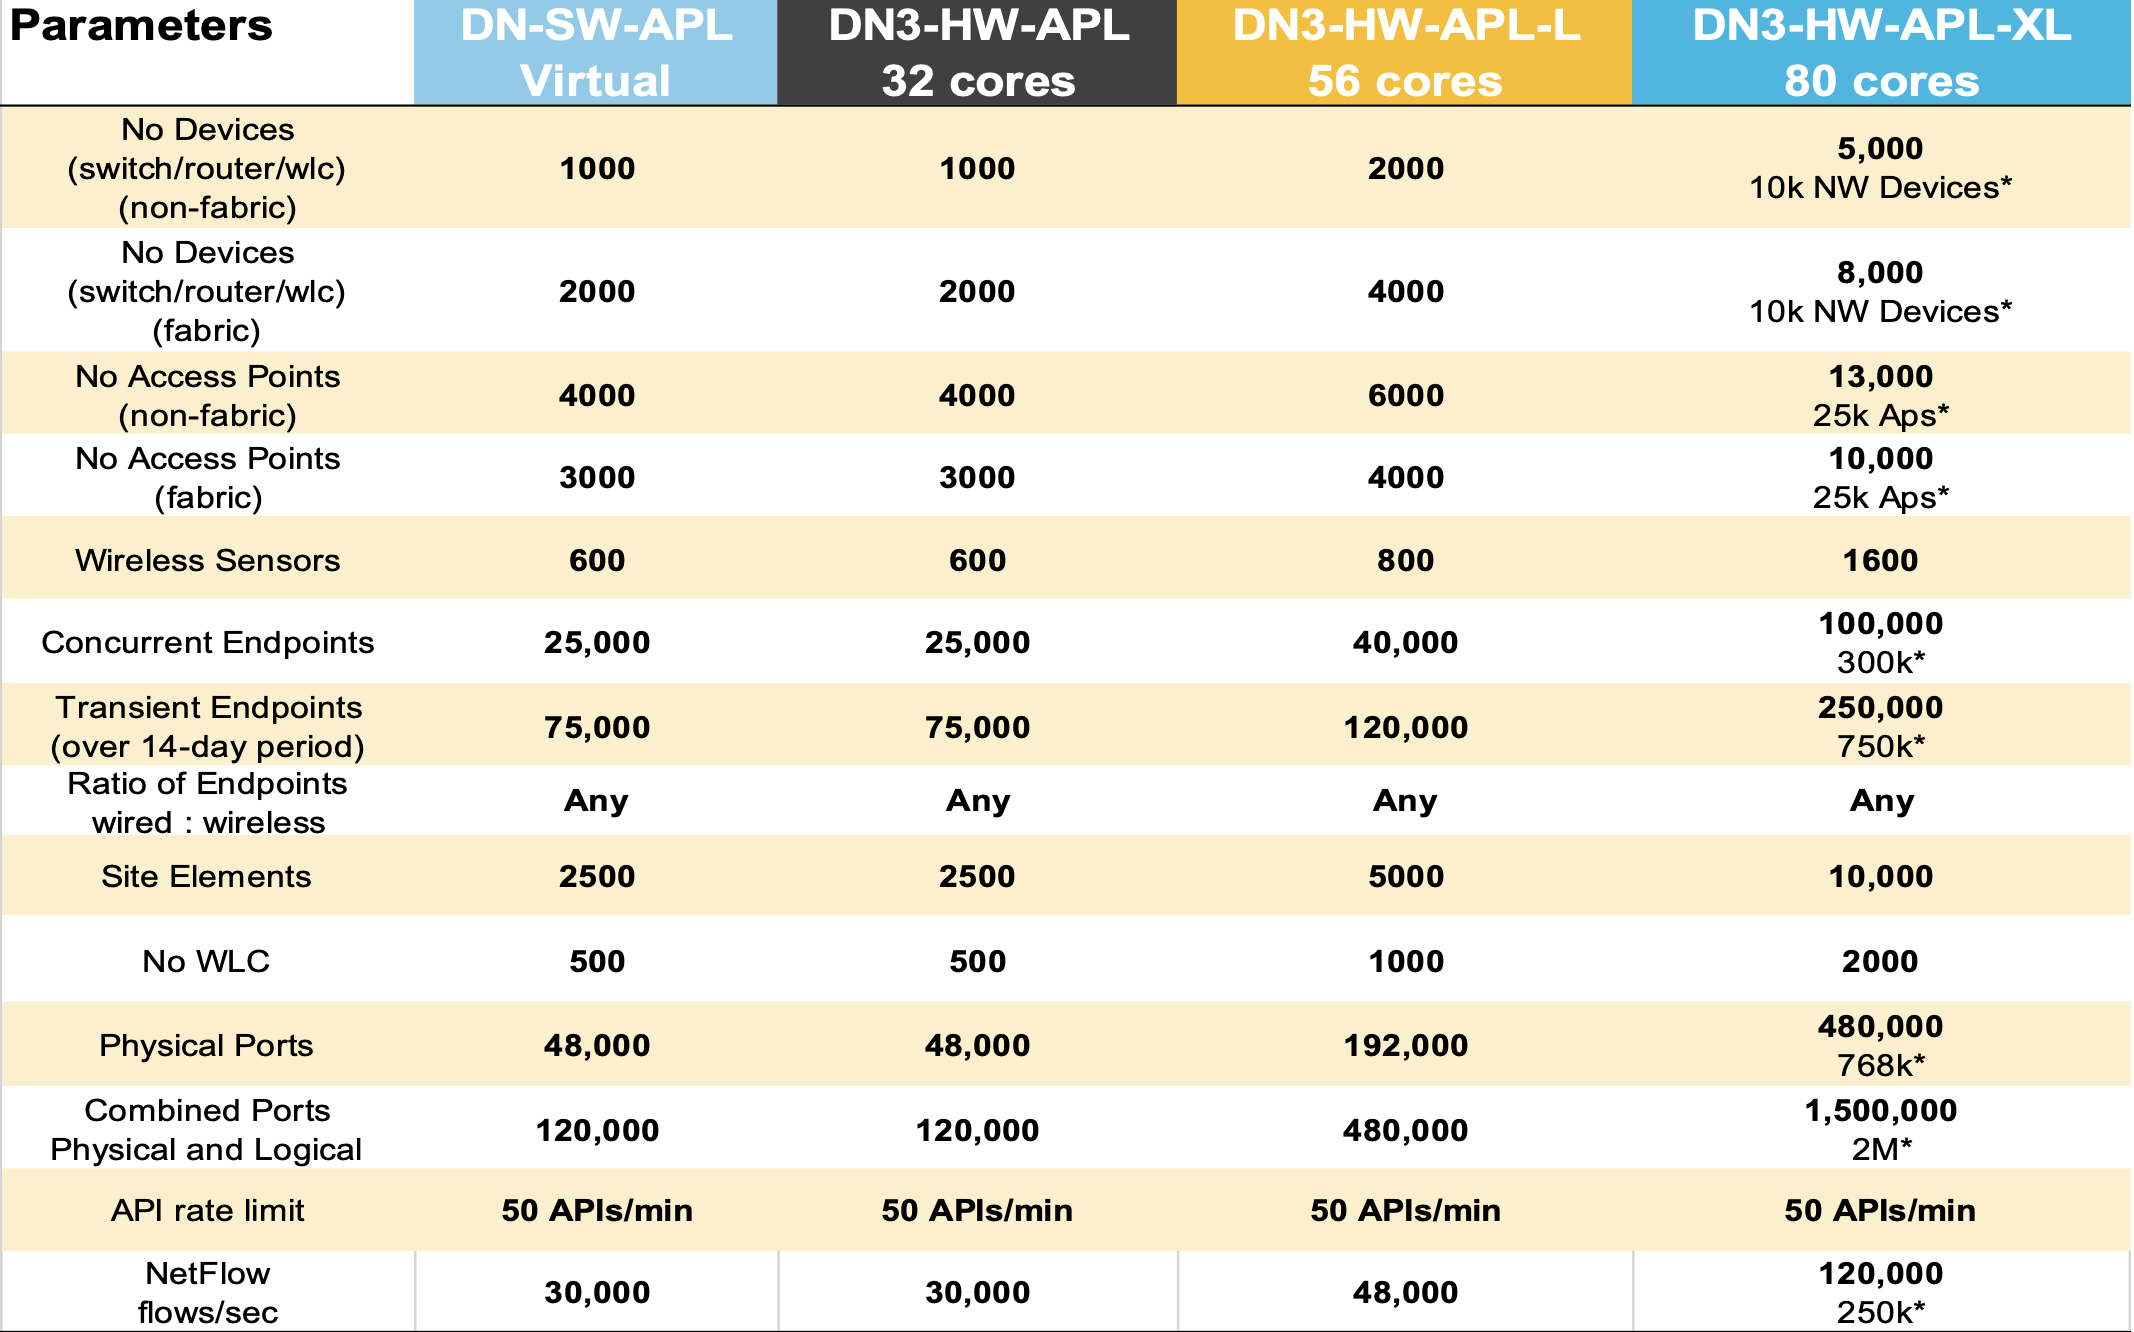 Parameters
DN-SW-APL
Virtual
DN3-HW-APL
32 cores
DN3-HW-APL-L
56 cores
DN3-HW-APL-XL
80 cores
No Devices
(switch/router/wlc)
(non-fabric)
1000
1000
2000
5,000
10k NW Devices*
No Devices
(switch/router/wlc)
(fabric)
2000
2000
4000
8,000
10k NW Devices*
No Access Points
(non-fabric)
4000
4000
6000
13,000
25k Aps*
No Access Points
(fabric)
3000
3000
4000
10,000
25k Aps*
Wireless Sensors
600
600
800
1600
Concurrent Endpoints
25,000
25,000
40,000
100,000
300k*
Transient Endpoints
(over 14-day period)
75,000
75,000
120,000
250,000
750k*
Ratio of Endpoints
wired : wireless
Any
Any
Any
Any
Site Elements
2500
2500
5000
10,000
No WLC
500
500
1000
2000
Physical Ports
48,000
48,000
192,000
480,000
768k*
Combined Ports
Physical and Logical
120,000
120,000
480,000
1,500,000
2M*
API rate limit
50 APIs/min
50 APIs/min
50 APIs/min
50 APIs/min
NetFlow
flows/sec
30,000
30,000
48,000
120,000
250k*